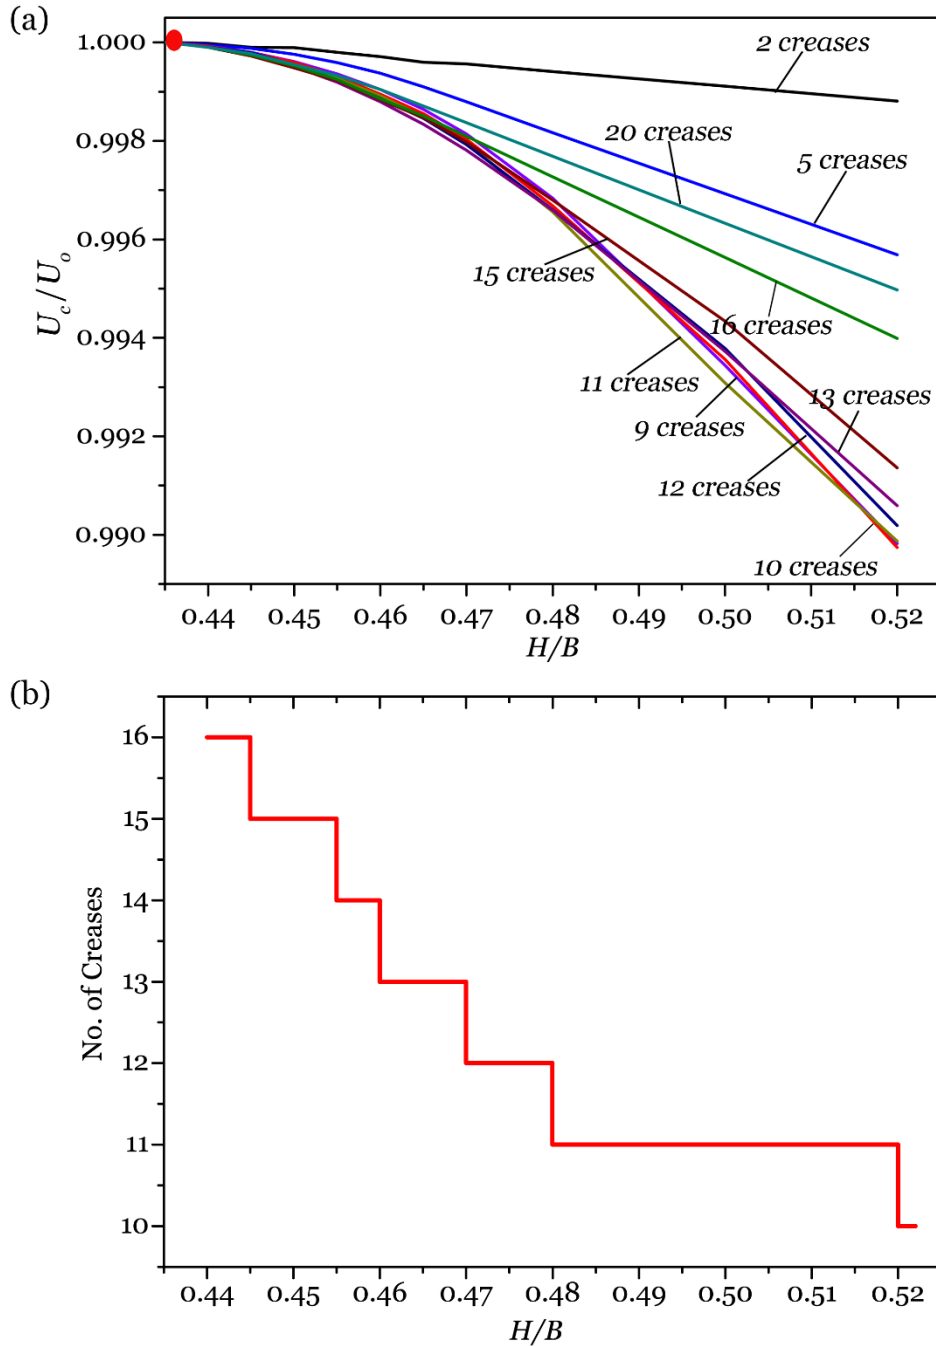 (a)
1.000
0.998
0.996
0.994
0.992
0.990
U_c/U_o
2 creases
20 creases
5 creases
15 creases
16 creases
11 creases
13 creases
9 creases
12 creases
10 creases
0.44 0.45 0.46 0.47 0.48 0.49 0.50 0.51 0.52
H/B
(b)
16
15
14
13
12
11
10
No. of Creases
0.44 0.45 0.46 0.47 0.48 0.49 0.50 0.51 0.52
H/B